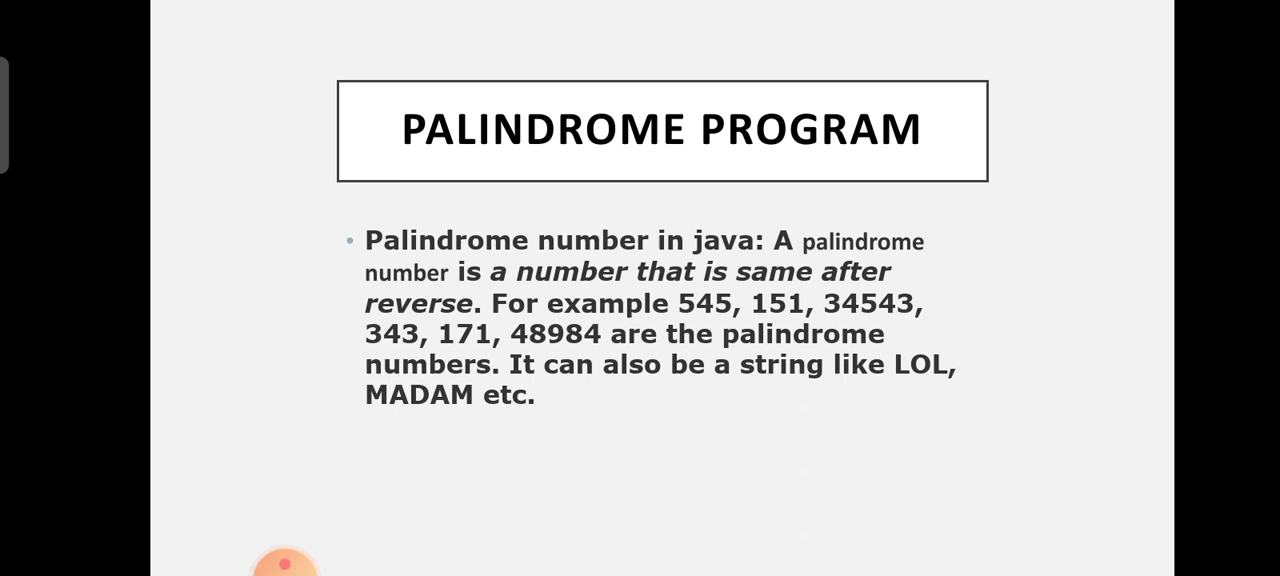 PALINDROME PROGRAM
• Palindrome number in java: A palindrome
number is a number that is same after
reverse. For example 545, 151, 34543,
343, 171, 48984 are the palindrome
numbers. It can also be a string like LOL,
MADAM etc.